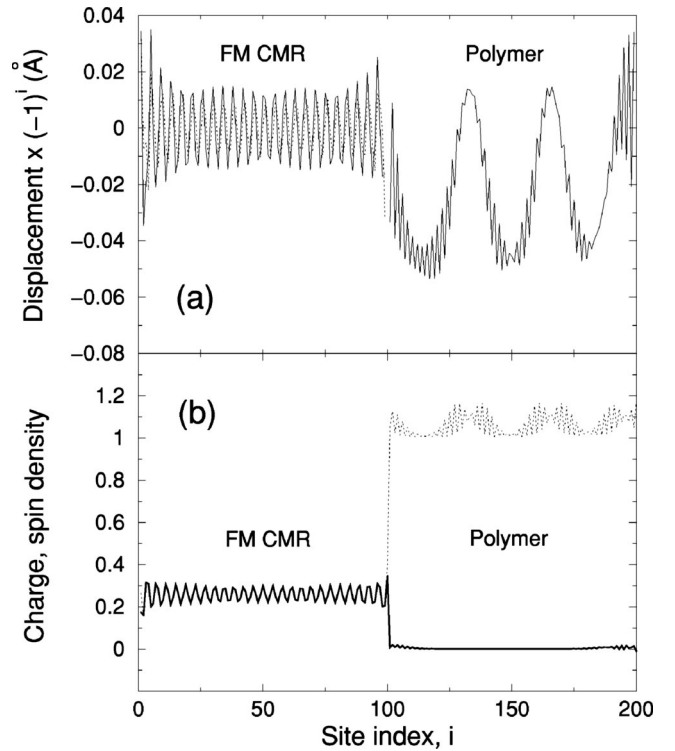 0.04
0.02
0
−0.02
−0.04
−0.06
−0.08
Displacement x (−1)^i (Å)
FM CMR
Polymer
(a)
1.2
1
0.8
0.6
0.4
0.2
0
Charge, spin density
(b)
FM CMR
Polymer
0
50
100
150
200
Site index, i